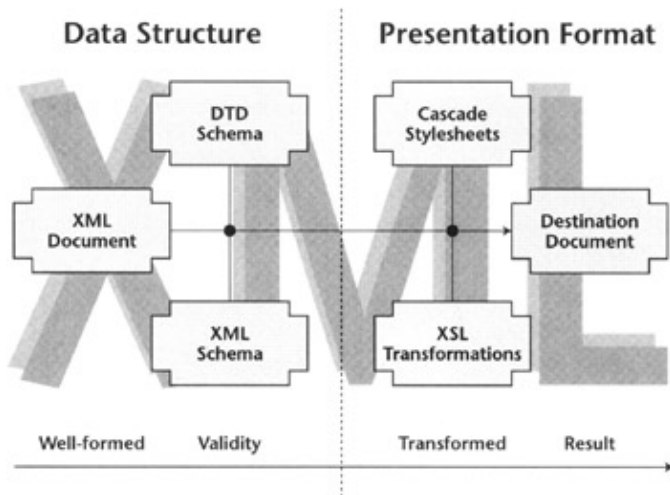 Data Structure
Presentation Format
DTD
Schema
Cascade
Stylesheets
XML
Document
Destination
Document
XML
Schema
XSL
Transformations
Well-formed
Validity
Transformed
Result
XML